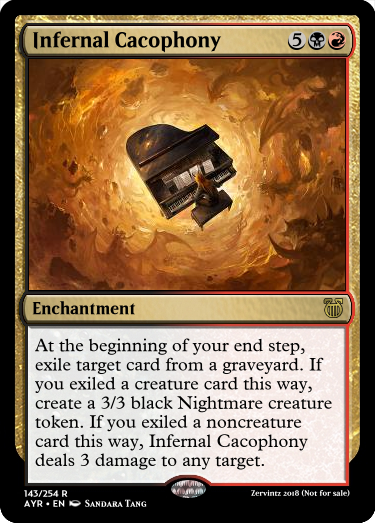 Infernal Cacophony 5
Enchantment
At the beginning of your end step,
exile target card from a graveyard. If
you exiled a creature card this way,
create a 3/3 black Nightmare creature
token. If you exiled a noncreature
card this way, Infernal Cacophony
deals 3 damage to any target.
143/254 R
AYR • EN SANDARA TANG
Zervintz 2018 (Not for sale)